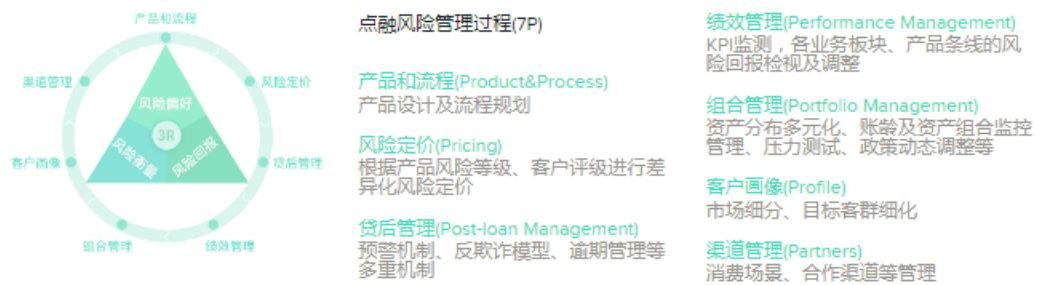 产品和流程
渠道管理
风险定价
风险偏好
3R
风险衡量
风险回报
客户画像
贷后管理
组合管理
绩效管理
点融风险管理过程(7P)
产品和流程(Product&Process)
产品设计及流程规划
风险定价(Pricing)
根据产品风险等级、客户评级进行差
异化风险定价
贷后管理(Post-loan Management)
预警机制、反欺诈模型、逾期管理等
多重机制
绩效管理(Performance Management)
KPI监测，各业务板块、产品条线的风
险回报检视及调整
组合管理(Portfolio Management)
资产分布多元化、账龄及资产组合监控
管理、压力测试、政策动态调整等
客户画像(Profile)
市场细分、目标客群细化
渠道管理(Partners)
消费场景、合作渠道等管理